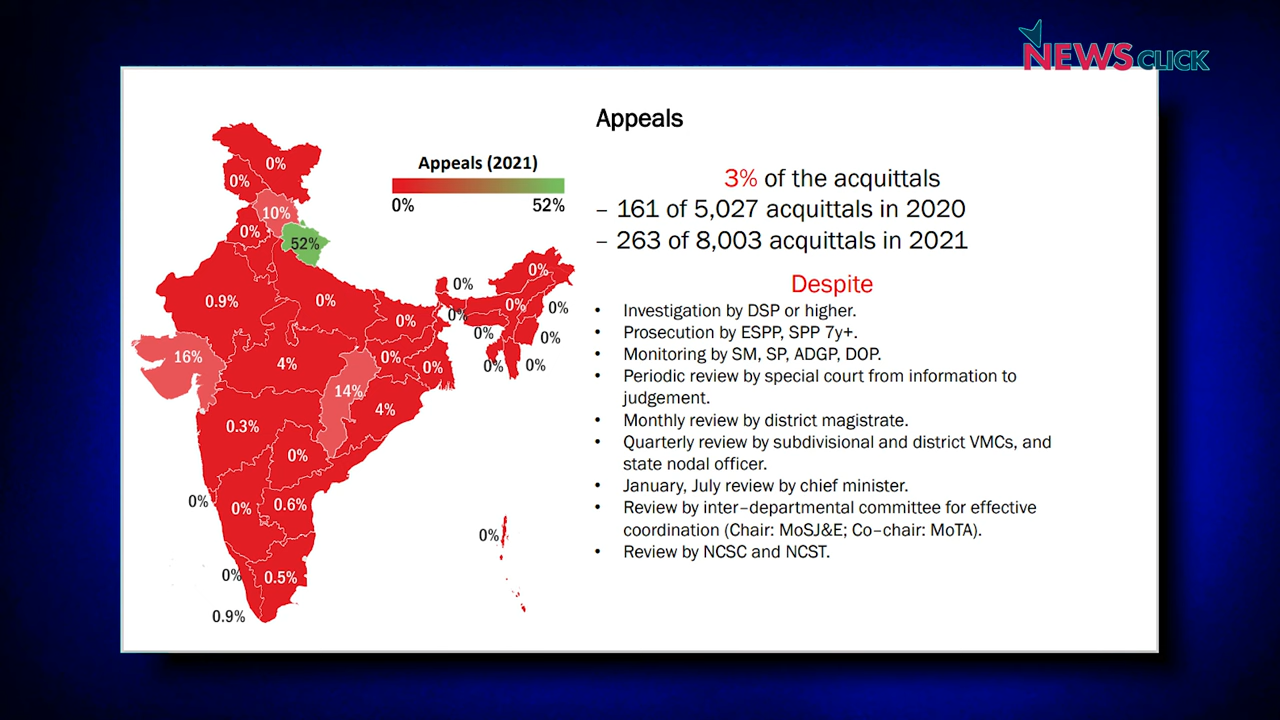 NEWSCLICK
Appeals
Appeals (2021)
0%
52%
3% of the acquittals
– 161 of 5,027 acquittals in 2020
– 263 of 8,003 acquittals in 2021
Despite
• Investigation by DSP or higher.
• Prosecution by ESPP, SPP 7y+.
• Monitoring by SM, SP, ADGP, DOP.
• Periodic review by special court from information to
judgement.
• Monthly review by district magistrate.
• Quarterly review by subdivisional and district VMCs, and
state nodal officer.
• January, July review by chief minister.
• Review by inter–departmental committee for effective
coordination (Chair: MoSJ&E; Co–chair: MoTA).
• Review by NCSC and NCST.
0%
0%
10%
0%
52%
0%
0%
0.9%
0%
0%
0%
0%
0%
0%
0%
16%
4%
0%
0%
0%
0%
14%
4%
0.3%
0%
0%
0%
0.6%
0%
0%
0.5%
0.9%